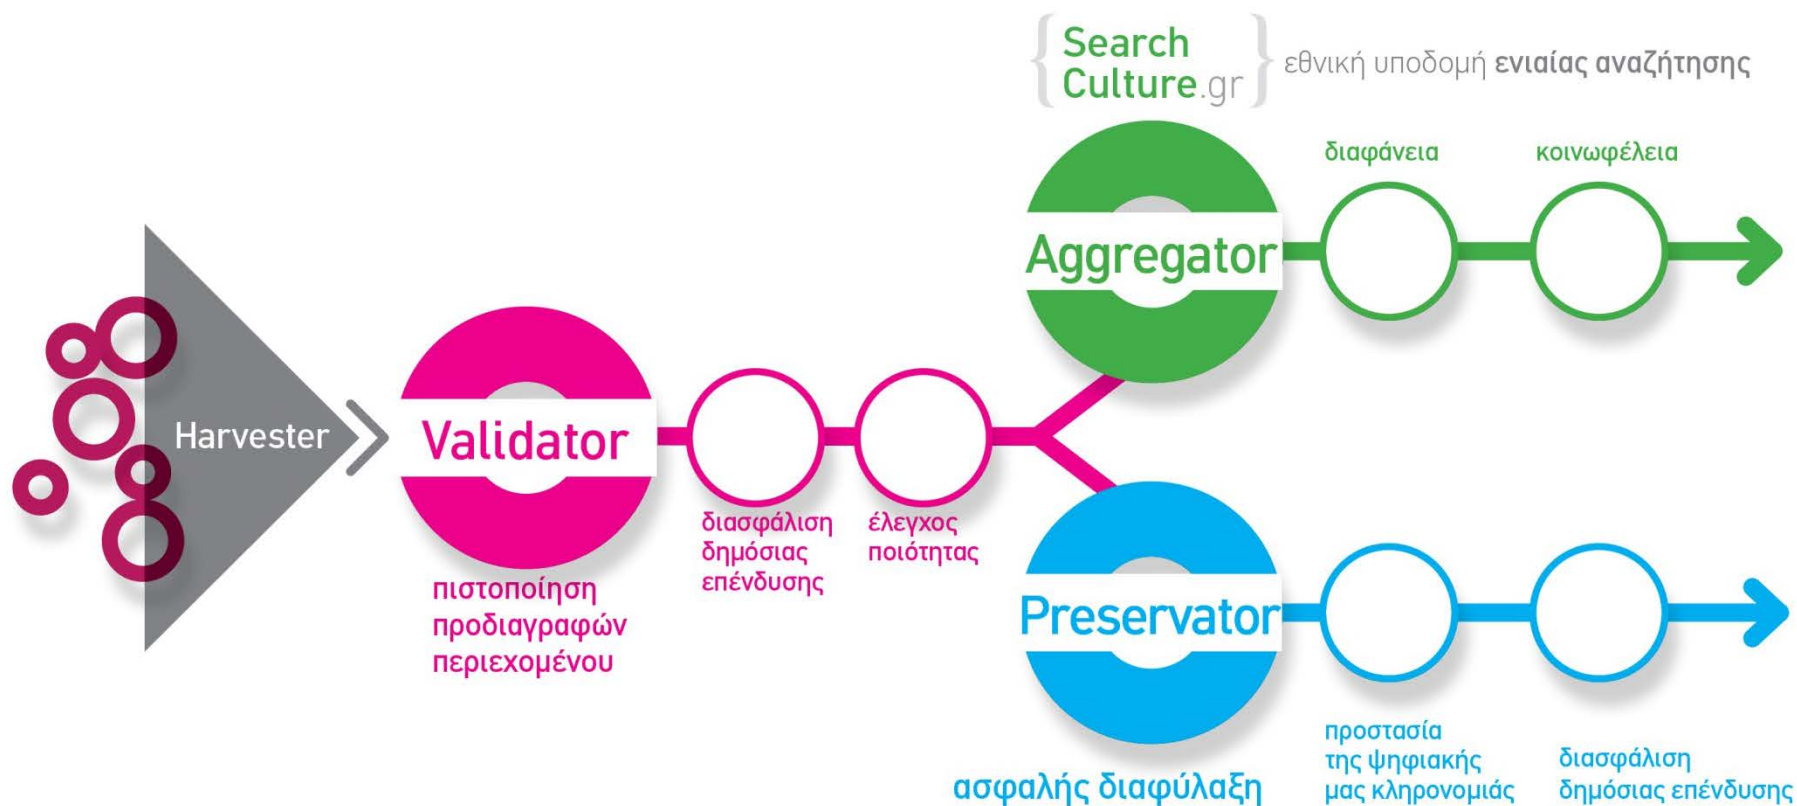 Search
Culture.gr
εθνική υποδομή ενιαίας αναζήτησης
Aggregator
διαφάνεια
κοινωφέλεια
Harvester
Validator
πιστοποίηση
προδιαγραφών
περιεχομένου
διασφάλιση
δημόσιας
επένδυσης
έλεγχος
ποιότητας
Preservator
ασφαλής διαφύλαξη
προστασία
της ψηφιακής
μας κληρονομιάς
διασφάλιση
δημόσιας επένδυσης